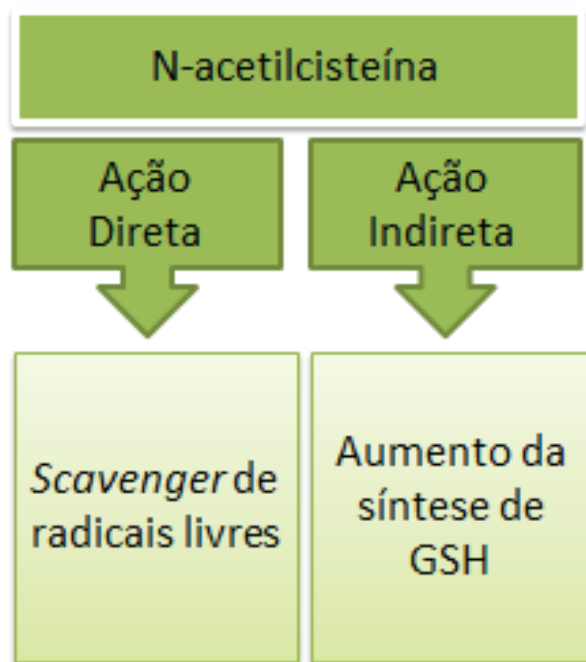 N-acetilcisteína
Ação
Direta
Ação
Indireta
Scavenger de
radicais livres
Aumento da
síntese de
GSH